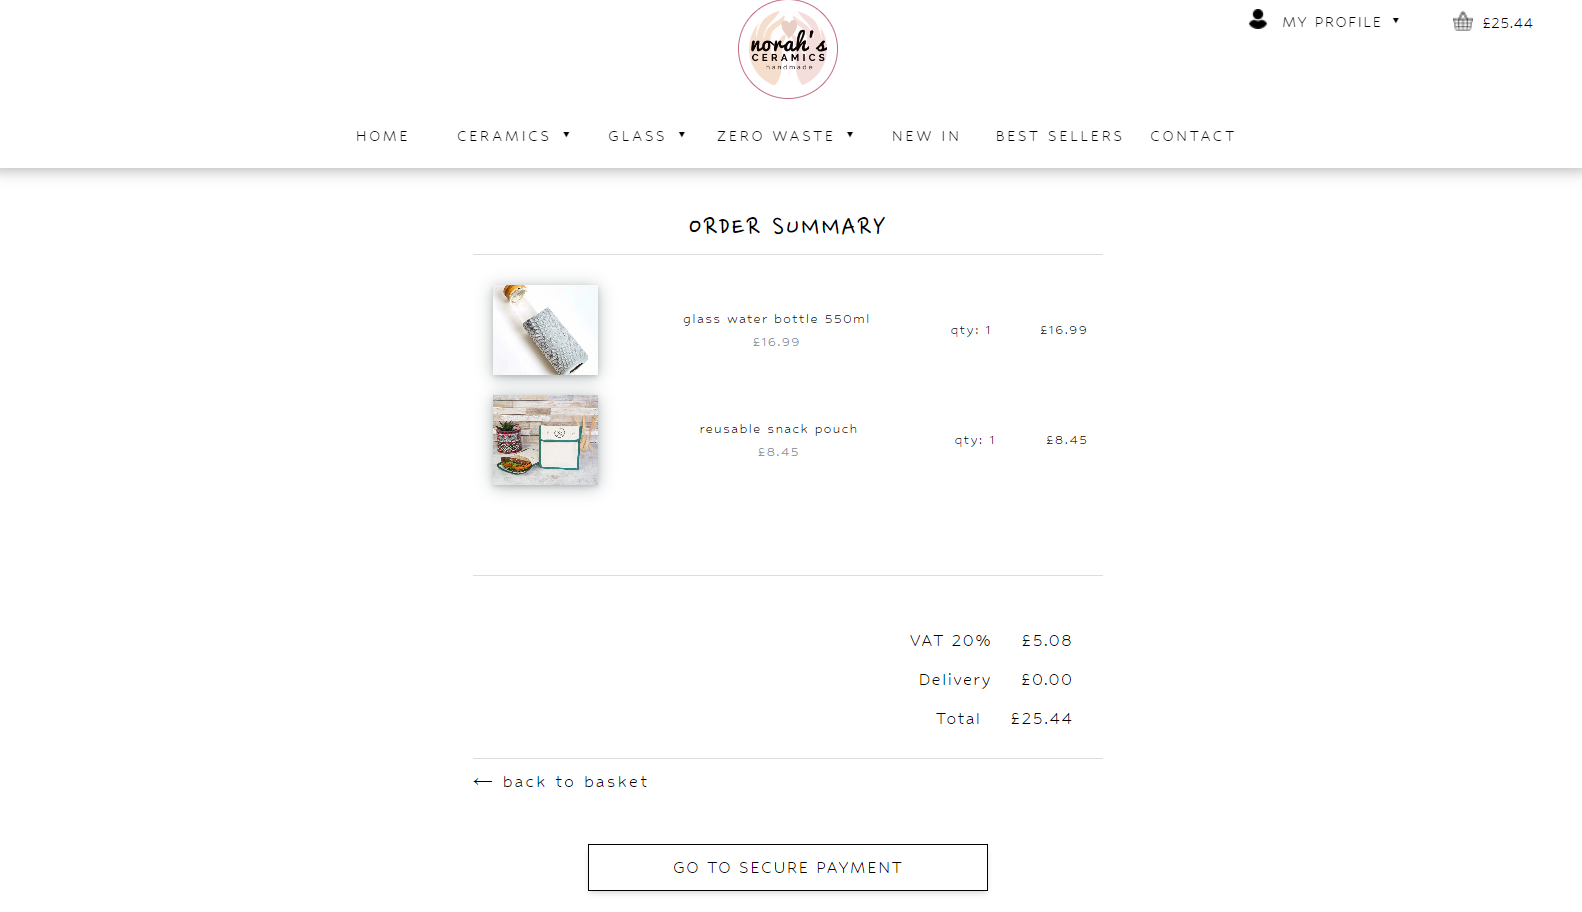 norah's
CERAMICS
handmade
MY PROFILE ▼
£25.44
HOME
CERAMICS ▼
GLASS ▼
ZERO WASTE ▼
NEW IN
BEST SELLERS
CONTACT
ORDER SUMMARY
glass water bottle 550ml
£16.99
qty: 1
£16.99
reusable snack pouch
£8.45
qty: 1
£8.45
VAT 20% £5.08
Delivery £0.00
Total £25.44
← back to basket
GO TO SECURE PAYMENT